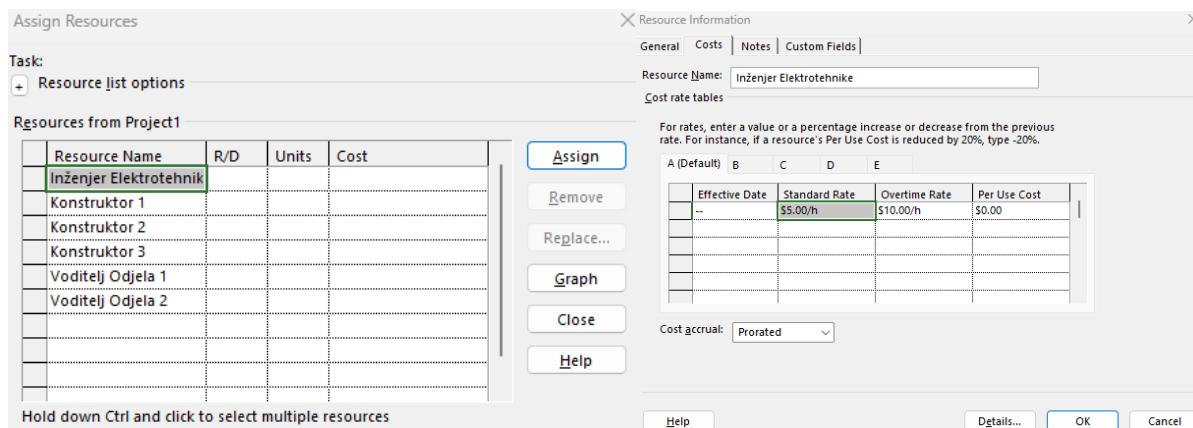 Assign Resources
Task:
+ Resource list options
Resources from Project1
Resource Name R/D Units Cost
Inženjer Elektrotehnik
Konstruktor 1
Konstruktor 2
Konstruktor 3
Voditelj Odjela 1
Voditelj Odjela 2
Assign
Remove
Replace...
Graph
Close
Help
Hold down Ctrl and click to select multiple resources
Resource Information
General Costs Notes Custom Fields
Resource Name: Inženjer Elektrotehnike
Cost rate tables
For rates, enter a value or a percentage increase or decrease from the previous
rate. For instance, if a resource's Per Use Cost is reduced by 20%, type -20%.
A (Default) B C D E
Effective Date Standard Rate Overtime Rate Per Use Cost
-- $5.00/h $10.00/h $0.00
Cost accrual: Prorated
Help Details... OK Cancel